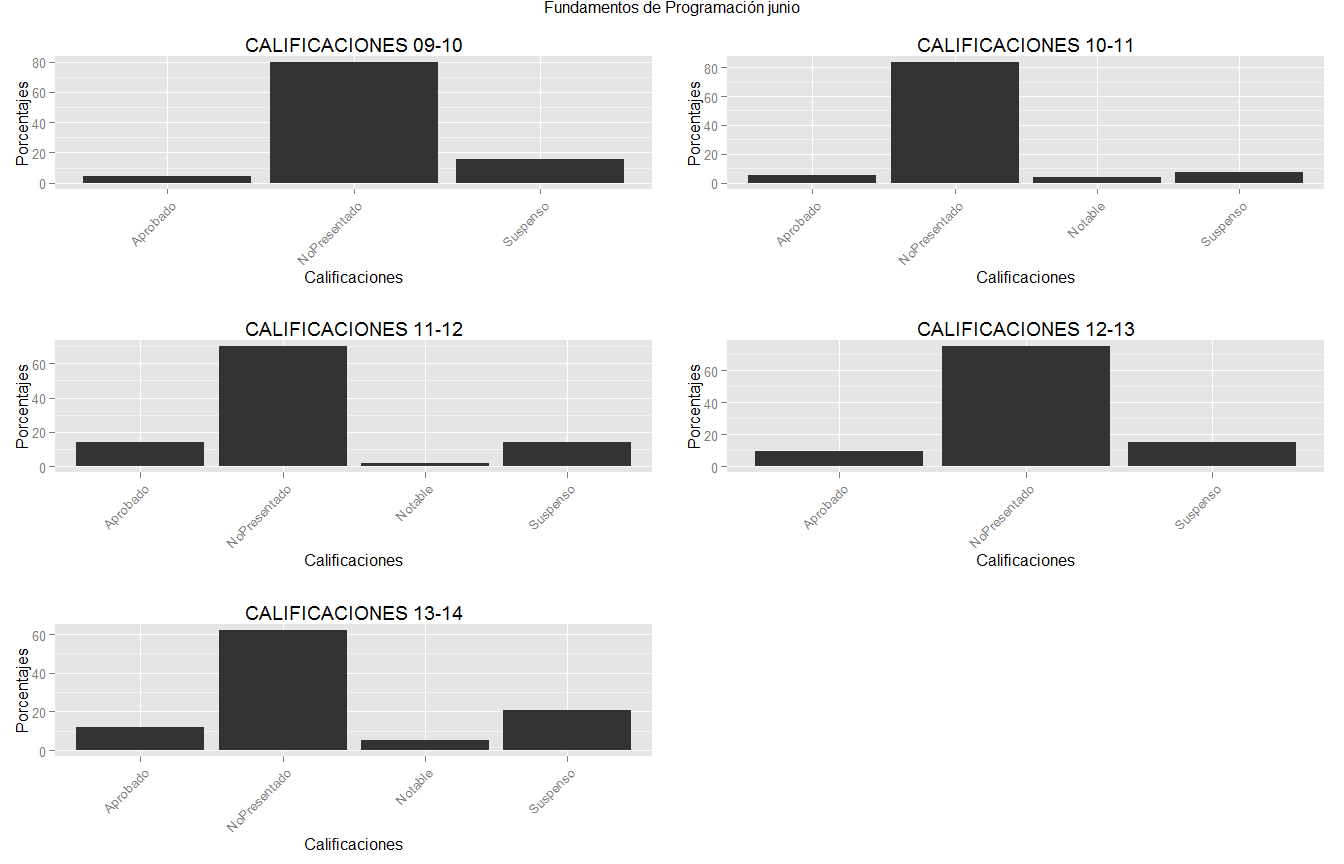 Fundamentos de Programación junio
CALIFICACIONES 09-10
Porcentajes
80
60
40
20
0
Aprobado
NoPresentado
Suspenso
Calificaciones
CALIFICACIONES 10-11
Porcentajes
80
60
40
20
0
Aprobado
NoPresentado
Notable
Suspenso
Calificaciones
CALIFICACIONES 11-12
Porcentajes
60
40
20
0
Aprobado
NoPresentado
Notable
Suspenso
Calificaciones
CALIFICACIONES 12-13
Porcentajes
60
40
20
0
Aprobado
NoPresentado
Suspenso
Calificaciones
CALIFICACIONES 13-14
Porcentajes
60
40
20
0
Aprobado
NoPresentado
Notable
Suspenso
Calificaciones